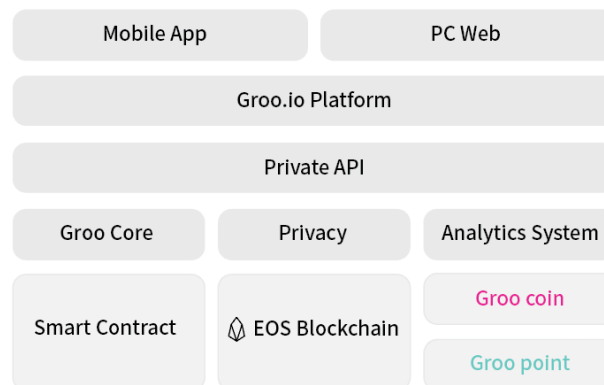 Mobile App
PC Web
Groo.io Platform
Private API
Groo Core
Privacy
Analytics System
Smart Contract
EOS Blockchain
Groo coin
Groo point